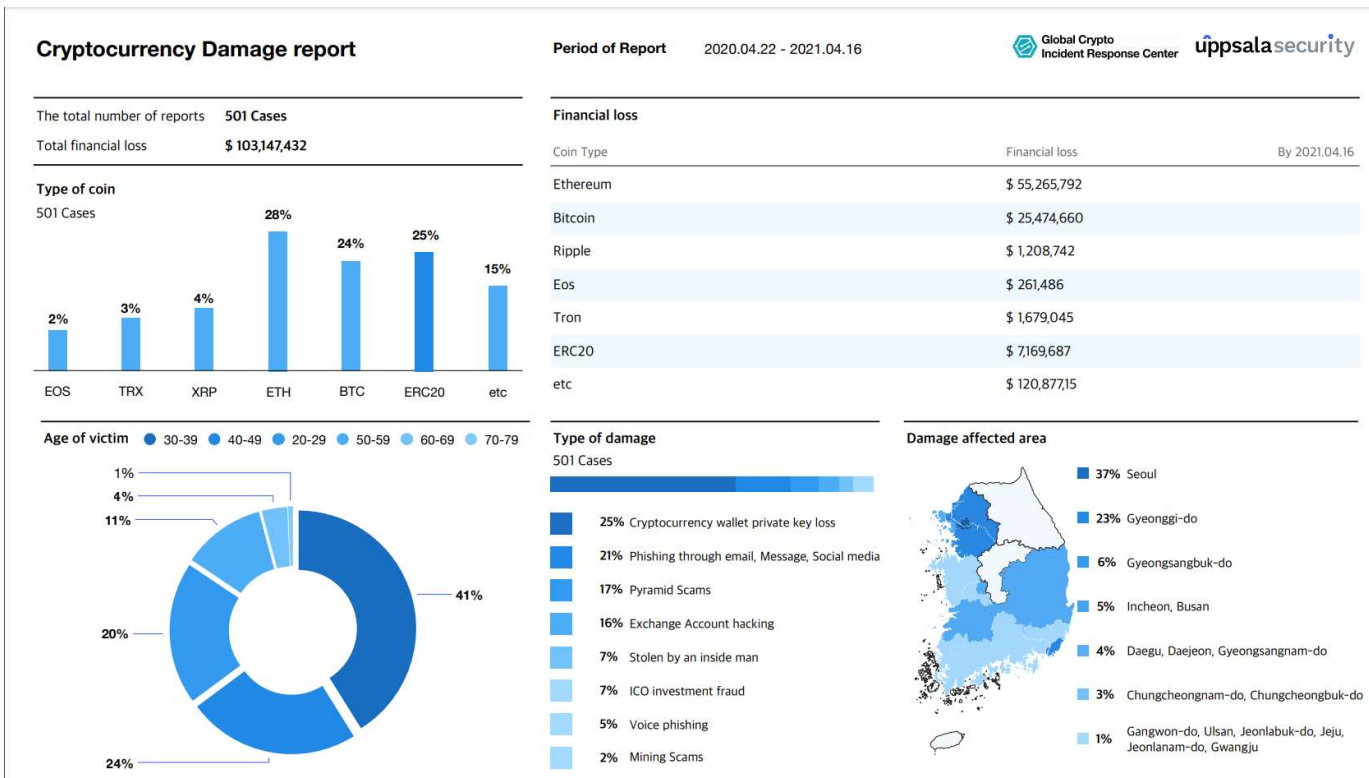 Cryptocurrency Damage report
Period of Report 2020.04.22 - 2021.04.16
Global Crypto
Incident Response Center
uppsalasecurity
The total number of reports 501 Cases
Total financial loss $ 103,147,432
Type of coin
501 Cases
2%
3%
4%
28%
24%
25%
15%
EOS TRX XRP ETH BTC ERC20 etc
Financial loss
Coin Type Financial loss By 2021.04.16
Ethereum $ 55,265,792
Bitcoin $ 25,474,660
Ripple $ 1,208,742
Eos $ 261,486
Tron $ 1,679,045
ERC20 $ 7,169,687
etc $ 120,877,15
Age of victim 30-39 40-49 20-29 50-59 60-69 70-79
1%
4%
11%
41%
20%
24%
Type of damage
501 Cases
25% Cryptocurrency wallet private key loss
21% Phishing through email, Message, Social media
17% Pyramid Scams
16% Exchange Account hacking
7% Stolen by an inside man
7% ICO investment fraud
5% Voice phishing
2% Mining Scams
Damage affected area
37% Seoul
23% Gyeonggi-do
6% Gyeongsangbuk-do
5% Incheon, Busan
4% Daegu, Daejeon, Gyeongsangnam-do
3% Chungcheongnam-do, Chungcheongbuk-do
1% Gangwon-do, Ulsan, Jeonlabuk-do, Jeju,
Jeonlanam-do, Gwangju